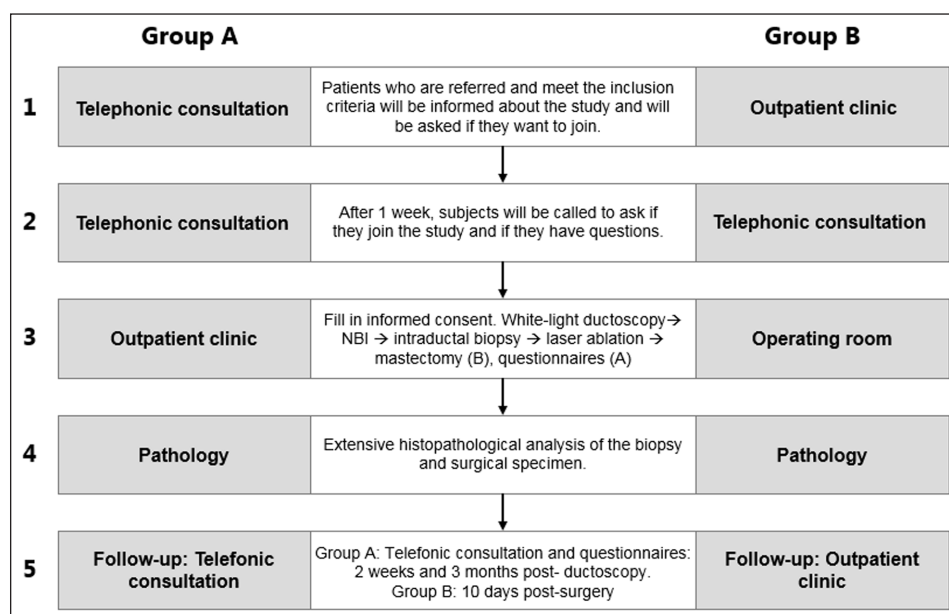 Group A
Group B
1
Telephonic consultation
Patients who are referred and meet the inclusion
criteria will be informed about the study and will
be asked if they want to join.
Outpatient clinic
2
Telephonic consultation
After 1 week, subjects will be called to ask if
they join the study and if they have questions.
Telephonic consultation
3
Outpatient clinic
Fill in informed consent. White-light ductoscopy→
NBI → intraductal biopsy → laser ablation →
mastectomy (B), questionnaires (A)
Operating room
4
Pathology
Extensive histopathological analysis of the biopsy
and surgical specimen.
Pathology
5
Follow-up: Telefonic
consultation
Group A: Telefonic consultation and questionnaires:
2 weeks and 3 months post- ductoscopy.
Group B: 10 days post-surgery
Follow-up: Outpatient
clinic